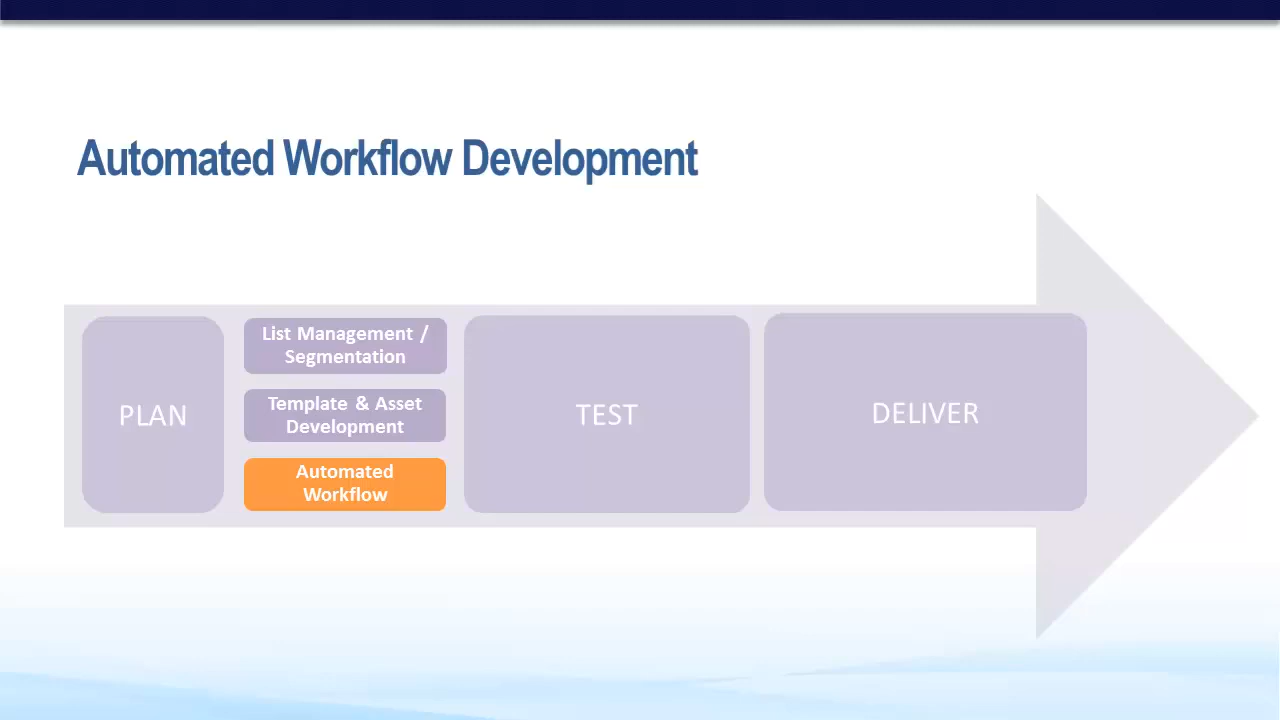 Automated Workflow Development
PLAN
List Management /
Segmentation
Template & Asset
Development
Automated
Workflow
TEST
DELIVER